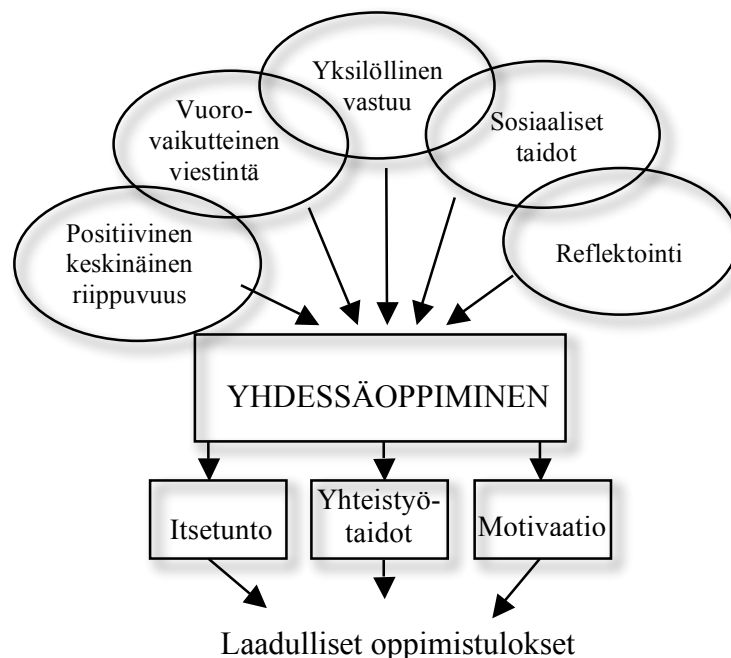 Yksilöllinen
vastuu
Vuoro-
vaikutteinen
viestintä
Sosiaaliset
taidot
Positiivinen
keskinäinen
riippuvuus
Reflektointi
YHDESSÄOPPIMINEN
Itsetunto
Yhteistyö-
taidot
Motivaatio
Laadulliset oppimistulokset